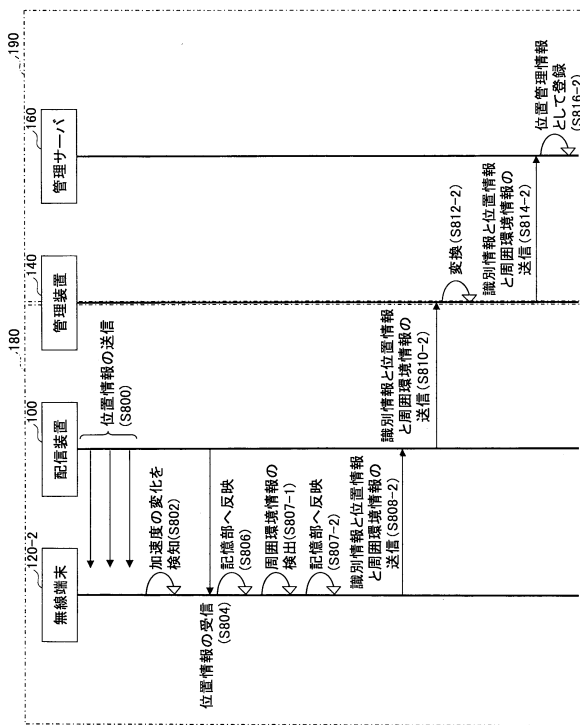 180
190
120-2
100
140
160
無線端末
配信装置
管理装置
管理サーバ
位置情報の送信
(S800)
加速度の変化を
検知(S802)
位置情報の受信
(S804)
記憶部へ反映
(S806)
周囲環境情報の
検出(S807-1)
記憶部へ反映
(S807-2)
識別情報と位置情報
と周囲環境情報の
送信(S808-2)
識別情報と位置情報
と周囲環境情報の
送信(S810-2)
変換(S812-2)
識別情報と位置情報
と周囲環境情報の
送信(S814-2)
位置管理情報
として登録
(S816-2)